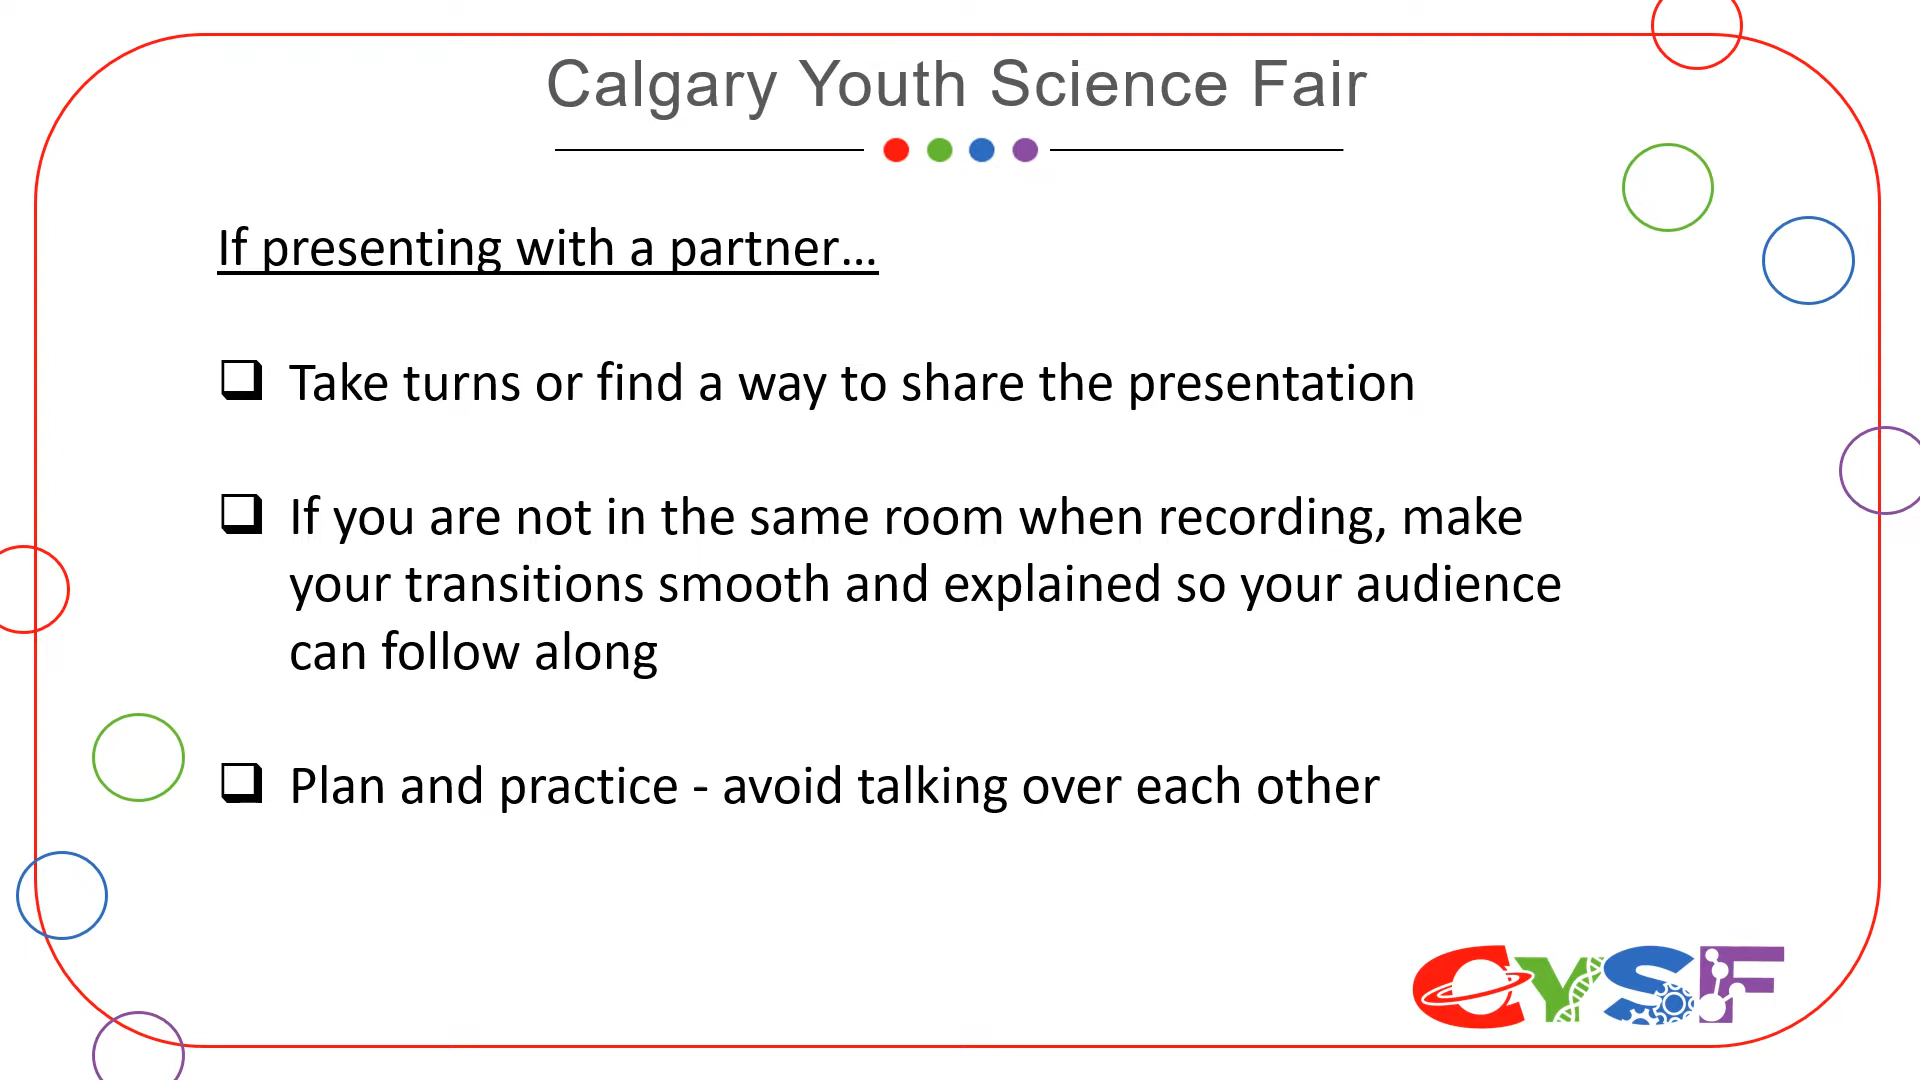 Calgary Youth Science Fair
If presenting with a partner...
Take turns or find a way to share the presentation
If you are not in the same room when recording, make
your transitions smooth and explained so your audience
can follow along
Plan and practice - avoid talking over each other
CYSF